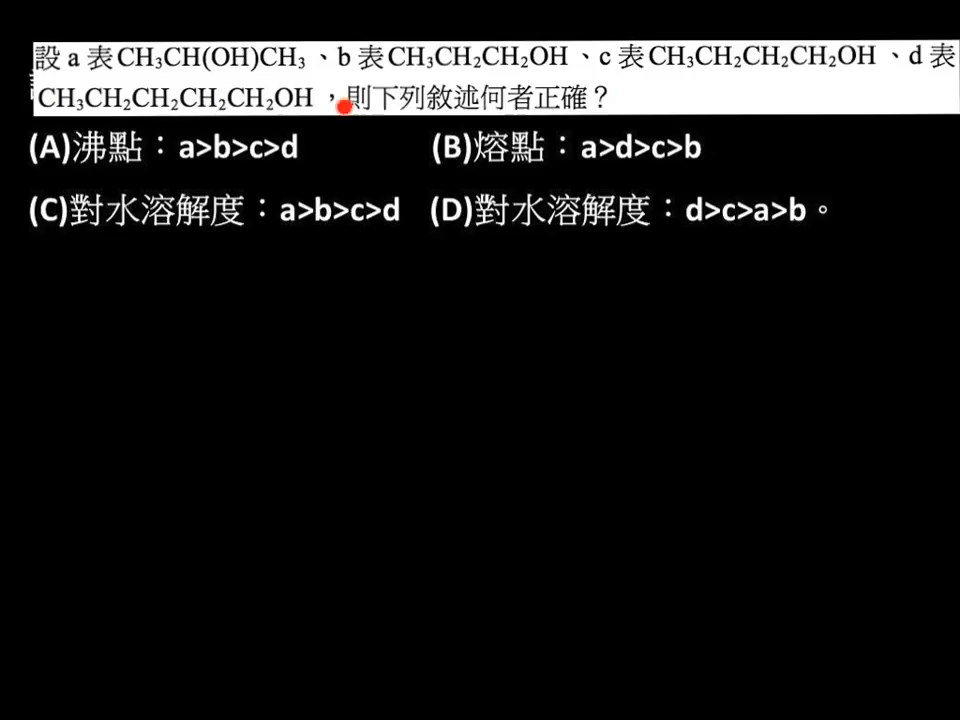 設 a 表 CH₃CH(OH)CH₃ 、b 表 CH₃CH₂CH₂OH 、c 表 CH₃CH₂CH₂CH₂OH 、d 表
CH₃CH₂CH₂CH₂CH₂OH ,則下列敘述何者正確?
(A)沸點:a>b>c>d (B)熔點:a>d>c>b
(C)對水溶解度:a>b>c>d (D)對水溶解度:d>c>a>b。